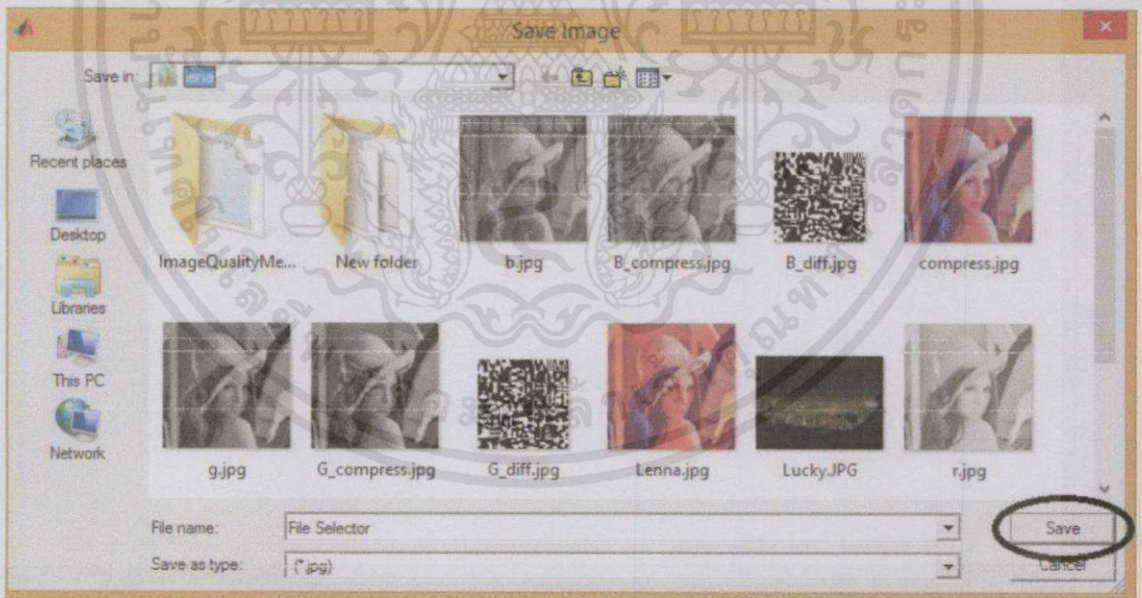 Save Image
Save in: lena
Recent places
Desktop
Libraries
This PC
Network
ImageQualityMe...
New folder
b.jpg
B_compress.jpg
B_diff.jpg
compress.jpg
g.jpg
G_compress.jpg
G_diff.jpg
Lenna.jpg
Lucky.JPG
r.jpg
File name: File Selector Save
Save as type: (*.jpg) Cancel